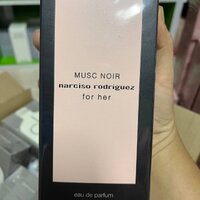 MUSC NOIR
narciso rodriguez
for her
eau de parfum